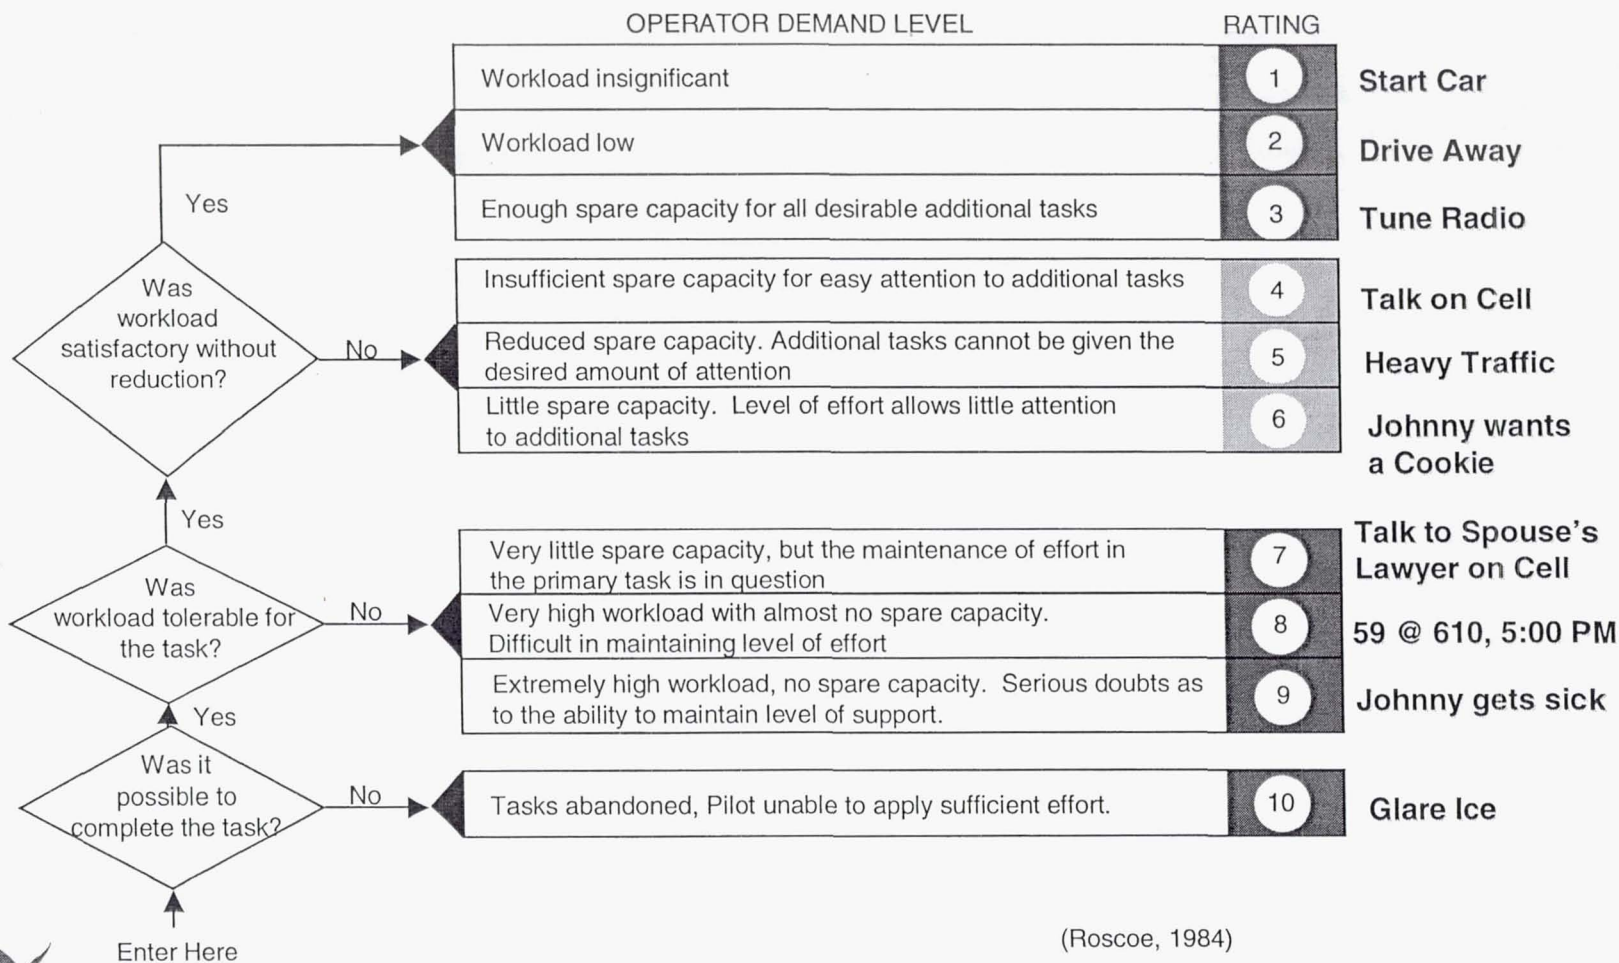 OPERATOR DEMAND LEVEL
RATING
Workload insignificant
1
Start Car
Workload low
2
Drive Away
Yes
Enough spare capacity for all desirable additional tasks
3
Tune Radio
Was
workload
satisfactory without
reduction?
No
Insufficient spare capacity for easy attention to additional tasks
4
Talk on Cell
Reduced spare capacity. Additional tasks cannot be given the
desired amount of attention
5
Heavy Traffic
Little spare capacity. Level of effort allows little attention
to additional tasks
6
Johnny wants
a Cookie
Yes
Was
workload tolerable for
the task?
No
Very little spare capacity, but the maintenance of effort in
the primary task is in question
7
Talk to Spouse's
Lawyer on Cell
Very high workload with almost no spare capacity.
Difficult in maintaining level of effort
8
59 @ 610, 5:00 PM
Extremely high workload, no spare capacity. Serious doubts as
to the ability to maintain level of support.
9
Johnny gets sick
Yes
Was it
possible to
complete the task?
No
Tasks abandoned, Pilot unable to apply sufficient effort.
10
Glare Ice
Enter Here
(Roscoe, 1984)